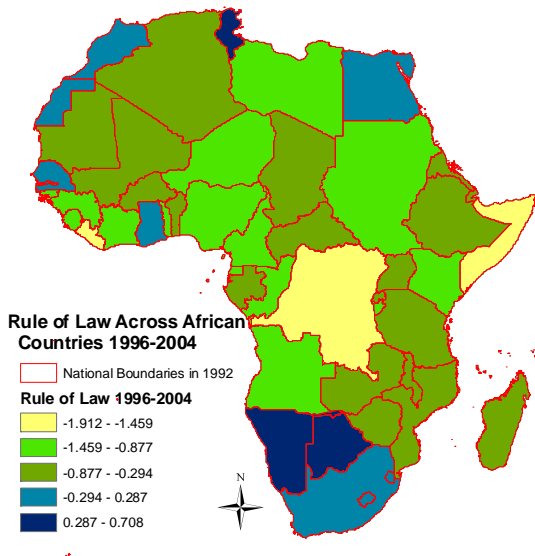 Rule of Law Across African
Countries 1996-2004
National Boundaries in 1992
Rule of Law 1996-2004
-1.912 - -1.459
-1.459 - -0.877
-0.877 - -0.294
-0.294 - 0.287
0.287 - 0.708
N